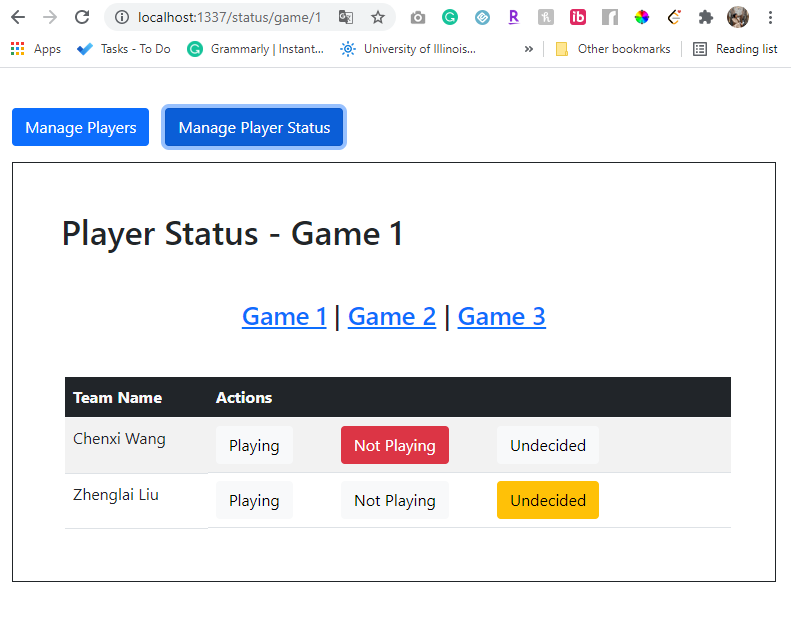 localhost:1337/status/game/1
Apps Tasks - To Do Grammarly | Instant... University of Illinois... » Other bookmarks Reading list
Manage Players Manage Player Status
Player Status - Game 1
Game 1 | Game 2 | Game 3
Team Name Actions
Chenxi Wang Playing Not Playing Undecided
Zhenglai Liu Playing Not Playing Undecided